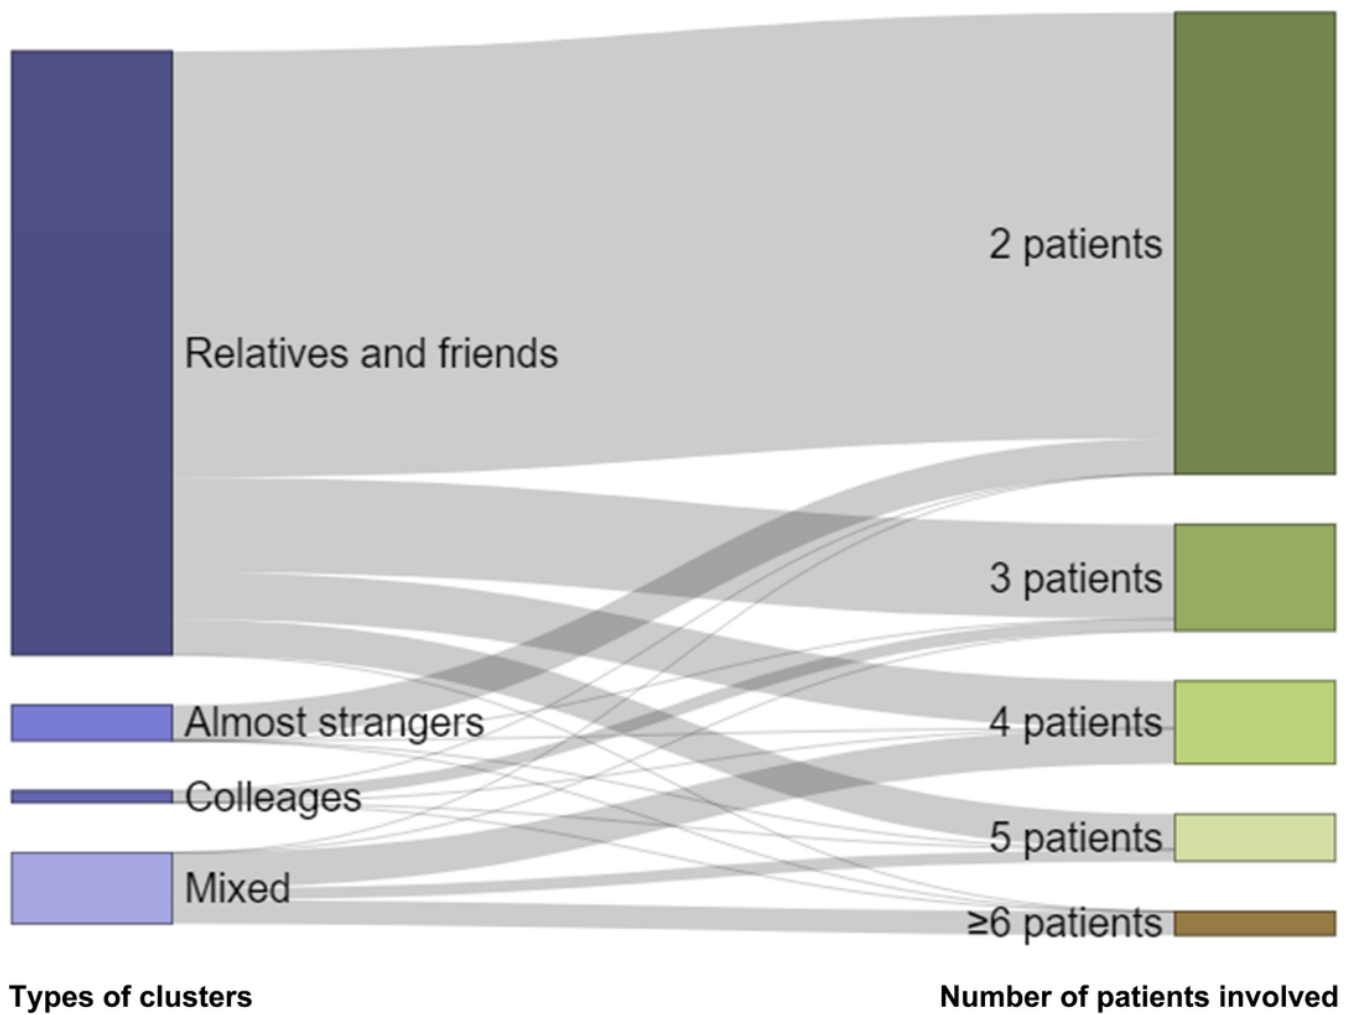 2 patients
Relatives and friends
3 patients
Almost strangers
4 patients
Colleages
5 patients
Mixed
≥6 patients
Types of clusters
Number of patients involved